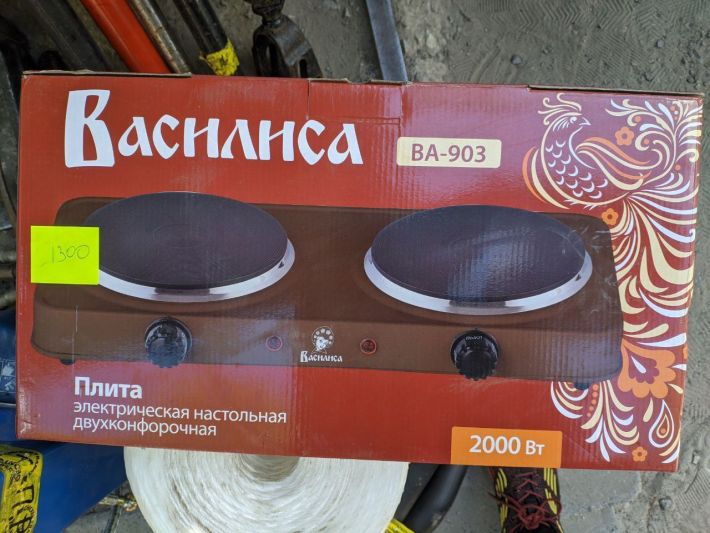 Василиса
ВА-903
1300
Василиса
Плита
электрическая настольная
двухконфорочная
2000 Вт